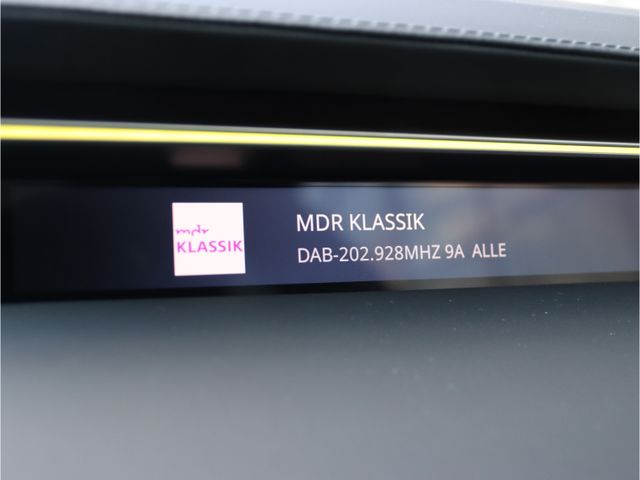 mdr
KLASSIK
MDR KLASSIK
DAB-202.928MHZ 9A ALLE